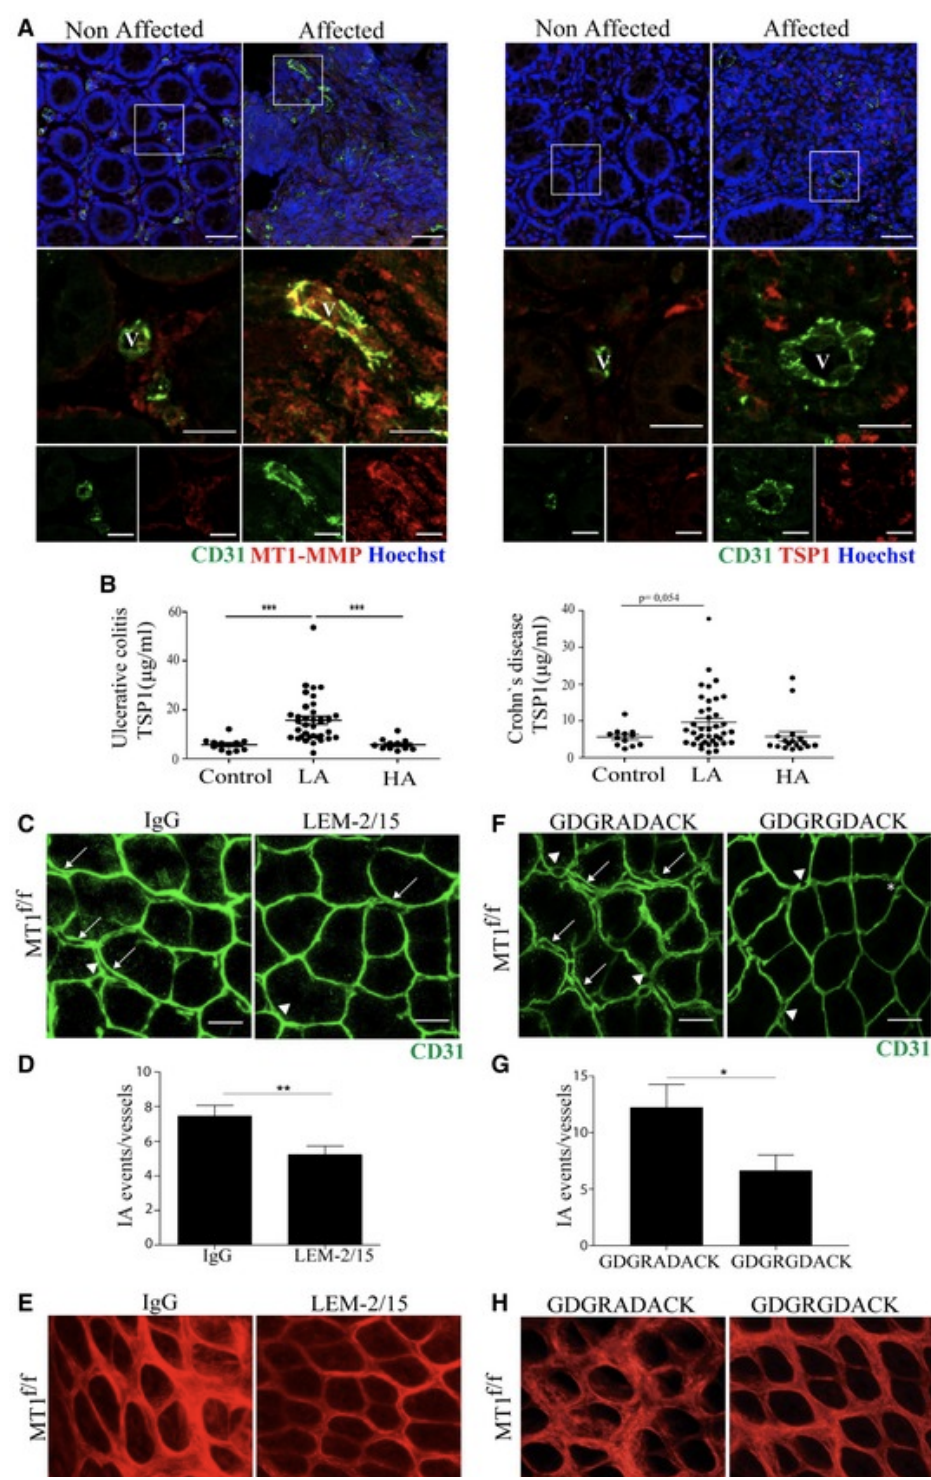 A
Non Affected Affected Non Affected Affected
V V V V
CD31 MT1-MMP Hoechst CD31 TSP1 Hoechst
B
Ulcerative colitis
TSP1(µg/ml)
60
40
20
0
*** ***
Control LA HA
Crohn`s disease
TSP1(µg/ml)
40
30
20
10
0
p= 0,054
Control LA HA
C
IgG LEM-2/15
MT1f/f
CD31
F
GDGRADACK GDGRGDACK
MT1f/f
*
CD31
D
IA events/vessels
10
8
6
4
2
0
**
IgG LEM-2/15
G
IA events/vessels
15
10
5
0
*
GDGRADACK GDGRGDACK
E
IgG LEM-2/15
MT1f/f
H
GDGRADACK GDGRGDACK
MT1f/f